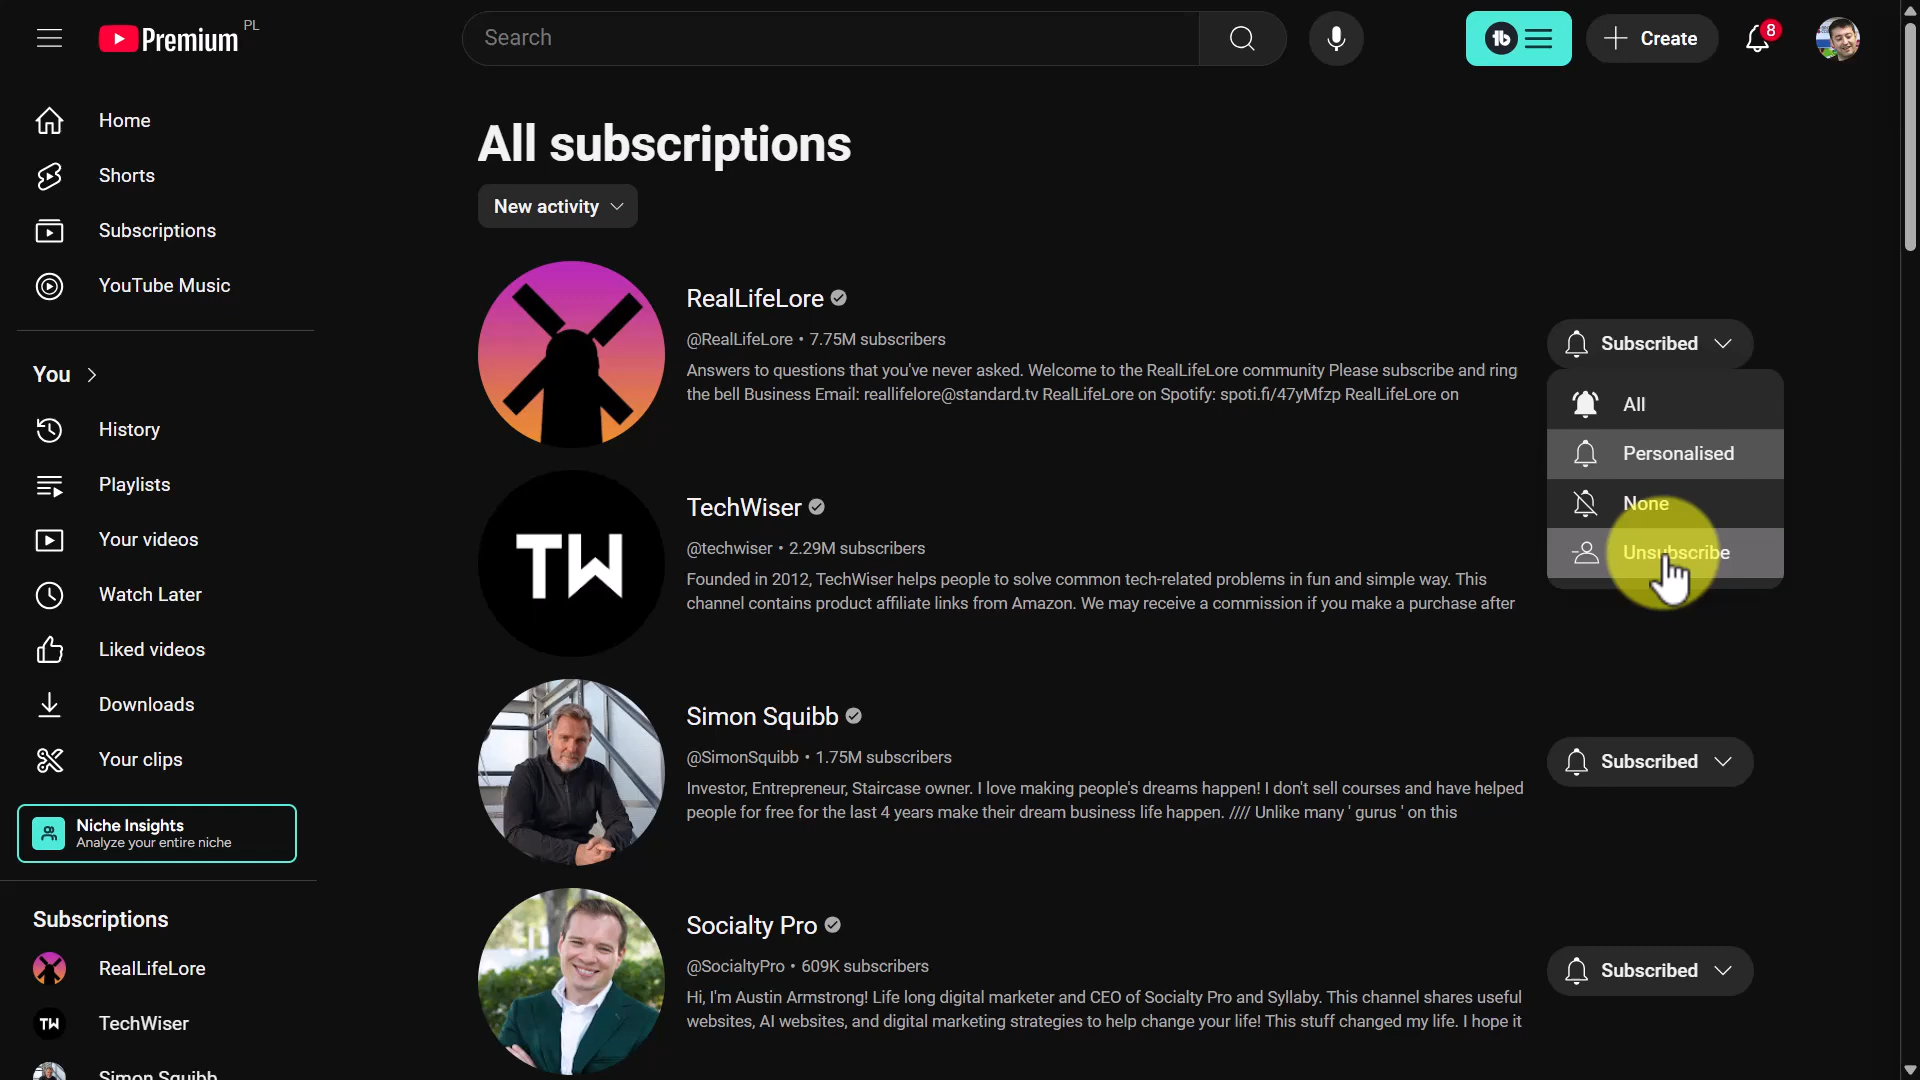 Premium PL
Search
Create
8
Home
Shorts
Subscriptions
YouTube Music
You
History
Playlists
Your videos
Watch Later
Liked videos
Downloads
Your clips
Niche Insights
Analyze your entire niche
Subscriptions
RealLifeLore
TechWiser
Simon Squibb
All subscriptions
New activity
RealLifeLore
@RealLifeLore • 7.75M subscribers
Answers to questions that you've never asked. Welcome to the RealLifeLore community Please subscribe and ring
the bell Business Email: reallifelore@standard.tv RealLifeLore on Spotify: spoti.fi/47yMfzp RealLifeLore on
Subscribed
All
Personalised
None
Unsubscribe
TW
TechWiser
@techwiser • 2.29M subscribers
Founded in 2012, TechWiser helps people to solve common tech-related problems in fun and simple way. This
channel contains product affiliate links from Amazon. We may receive a commission if you make a purchase after
Simon Squibb
@SimonSquibb • 1.75M subscribers
Investor, Entrepreneur, Staircase owner. I love making people's dreams happen! I don't sell courses and have helped
people for free for the last 4 years make their dream business life happen. //// Unlike many ' gurus ' on this
Subscribed
Socialty Pro
@SocialtyPro • 609K subscribers
Hi, I'm Austin Armstrong! Life long digital marketer and CEO of Socialty Pro and Syllaby. This channel shares useful
websites, AI websites, and digital marketing strategies to help change your life! This stuff changed my life. I hope it
Subscribed